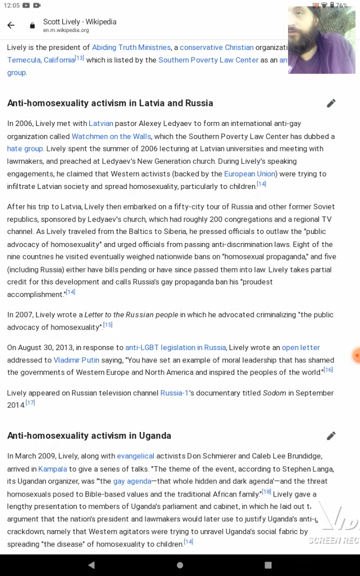 12:05
76%
Scott Lively - Wikipedia
en.m.wikipedia.org
Lively is the president of Abiding Truth Ministries, a conservative Christian
Temecula, California[13] which is listed by the Southern Poverty Law Center as an
group.
Anti-homosexuality activism in Latvia and Russia
In 2006, Lively met with Latvian pastor Alexey Ledyaev to form an international anti-gay
organization called Watchmen on the Walls, which the Southern Poverty Law Center has dubbed a
hate group. Lively spent the summer of 2006 lecturing at Latvian universities and meeting with
lawmakers, and preached at Ledyaev's New Generation church. During Lively's speaking
engagements, he claimed that Western activists (backed by the European Union) were trying to
infiltrate Latvian society and spread homosexuality, particularly to children.[14]
After his trip to Latvia, Lively then embarked on a fifty-city tour of Russia and other former Soviet
republics, sponsored by Ledyaev's church, which had roughly 200 congregations and a regional TV
channel. As Lively traveled from the Baltics to Siberia, he pressed officials to outlaw the "public
advocacy of homosexuality" and urged officials from passing anti-discrimination laws. Eight of the
nine countries he visited eventually weighed nationwide bans on "homosexual propaganda," and five
(including Russia) either have bills pending or have since passed them into law. Lively takes partial
credit for this development and calls Russia's gay propaganda ban his "proudest
accomplishment."[14]
In 2007, Lively wrote a Letter to the Russian people in which he advocated criminalizing "the public
advocacy of homosexuality".[15]
On August 30, 2013, in response to anti-LGBT legislation in Russia, Lively wrote an open letter
addressed to Vladimir Putin saying, "You have set an example of moral leadership that has shamed
the governments of Western Europe and North America and inspired the peoples of the world".[16]
Lively appeared on Russian television channel Russia-1's documentary titled Sodom in September
2014.[17]
Anti-homosexuality activism in Uganda
In March 2009, Lively, along with evangelical activists Don Schmierer and Caleb Lee Brundidge,
arrived in Kampala to give a series of talks. "The theme of the event, according to Stephen Langa,
its Ugandan organizer, was "'the gay agenda—that whole hidden and dark agenda'—and the threat
homosexuals posed to Bible-based values and the traditional African family"[18] Lively gave a
lengthy presentation to members of Uganda's parliament and cabinet, in which he laid out
argument that the nation's president and lawmakers would later use to justify Uganda's anti-
crackdown, namely that Western agitators were trying to unravel Uganda's social fabric by
spreading "the disease" of homosexuality to children.[14]